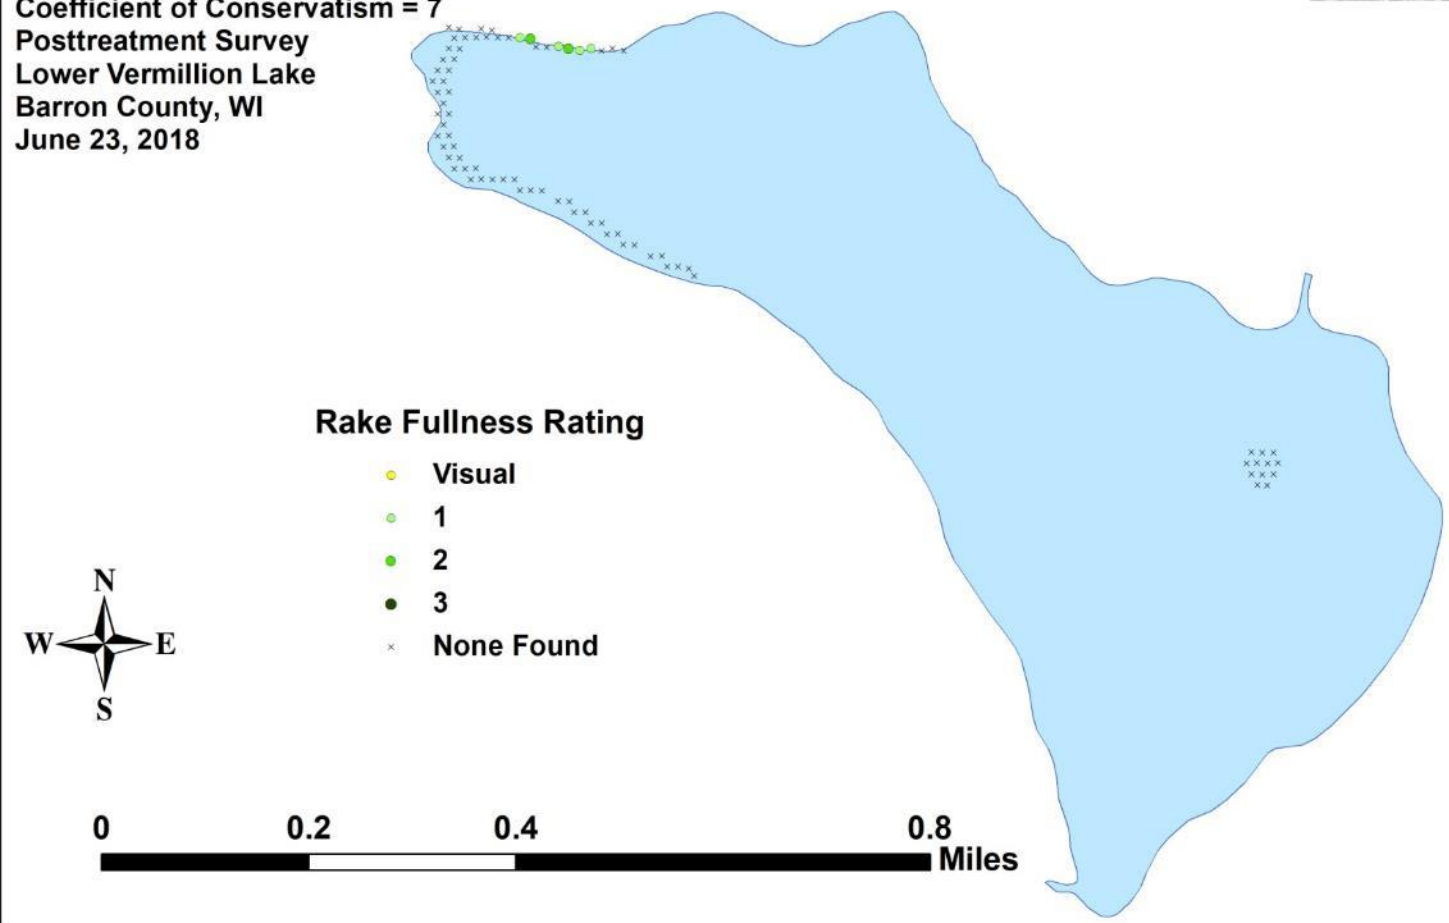 Coefficient of Conservatism = 7
Posttreatment Survey
Lower Vermillion Lake
Barron County, WI
June 23, 2018
Rake Fullness Rating
Visual
1
2
3
None Found
N
W E
S
0 0.2 0.4 0.8
Miles